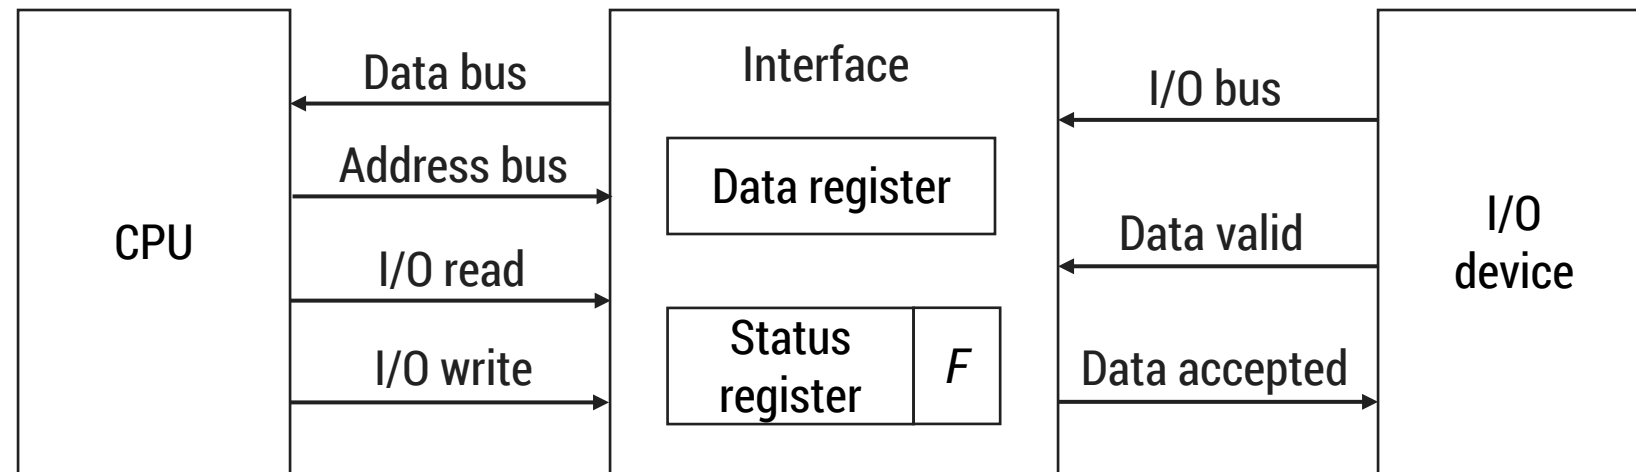 CPU
Data bus
Address bus
I/O read
I/O write
Interface
Data register
Status
register
F
I/O bus
Data valid
Data accepted
I/O
device